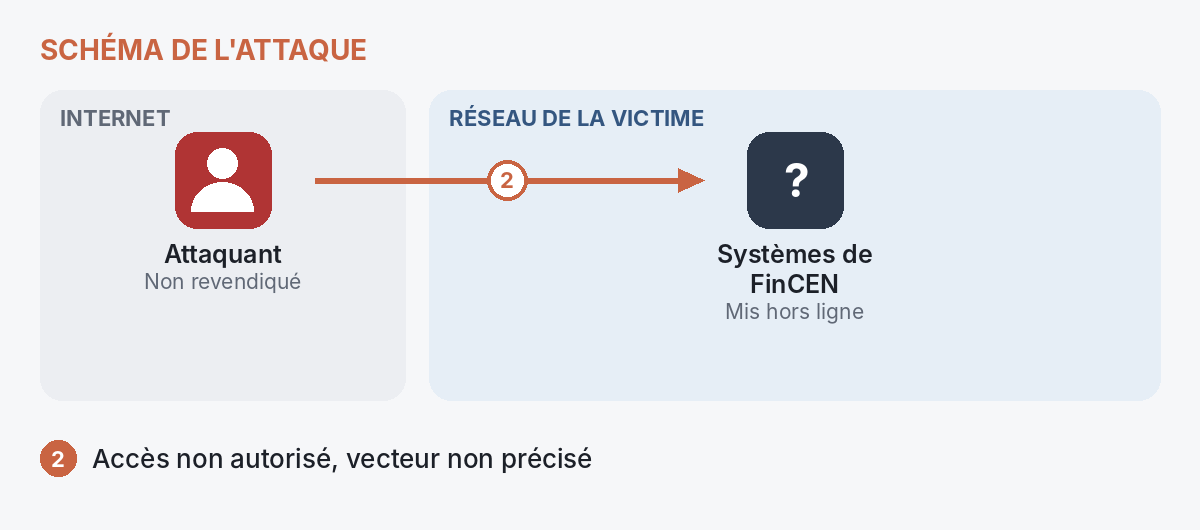 SCHÉMA DE L'ATTAQUE
INTERNET
RÉSEAU DE LA VICTIME
2
?
Attaquant
Non revendiqué
Systèmes de
FinCEN
Mis hors ligne
2 Accès non autorisé, vecteur non précisé